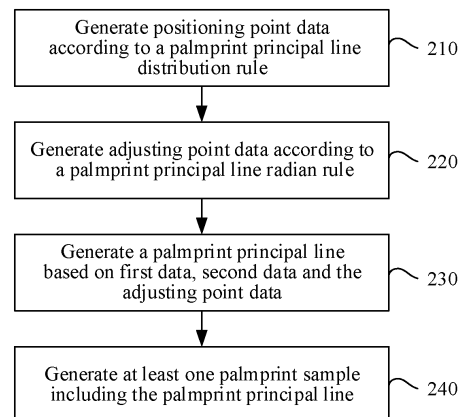 Generate positioning point data
according to a palmprint principal line
distribution rule
210
Generate adjusting point data according to
a palmprint principal line radian rule
220
Generate a palmprint principal line
based on first data, second data and the
adjusting point data
230
Generate at least one palmprint sample
including the palmprint principal line
240